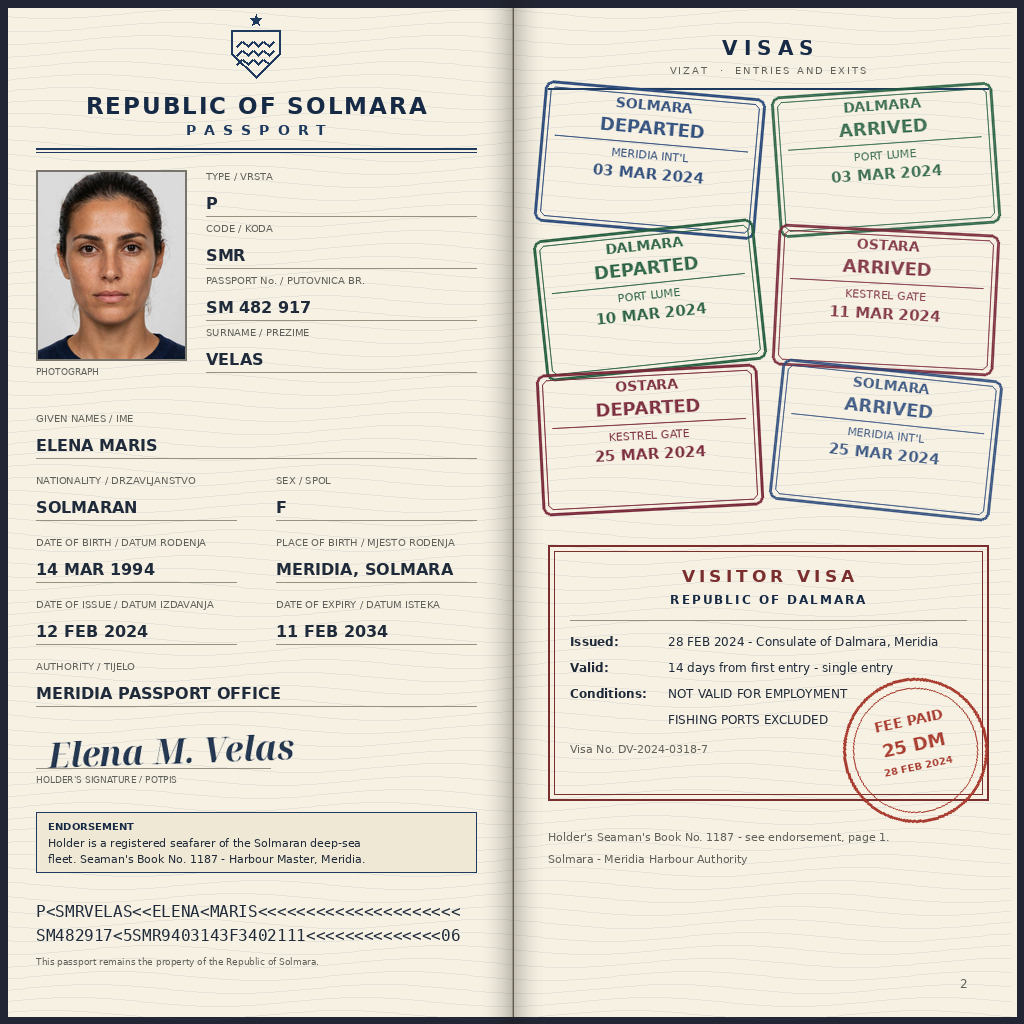 REPUBLIC OF SOLMARA
PASSPORT
TYPE / VRSTA
P
CODE / KODA
SMR
PASSPORT No. / PUTOVNICA BR.
SM 482 917
SURNAME / PREZIME
VELAS
PHOTOGRAPH
GIVEN NAMES / IME
ELENA MARIS
NATIONALITY / DRZAVLJANSTVO
SOLMARAN
SEX / SPOL
F
DATE OF BIRTH / DATUM RODENJA
14 MAR 1994
PLACE OF BIRTH / MJESTO RODENJA
MERIDIA, SOLMARA
DATE OF ISSUE / DATUM IZDAVANJA
12 FEB 2024
DATE OF EXPIRY / DATUM ISTEKA
11 FEB 2034
AUTHORITY / TIJELO
MERIDIA PASSPORT OFFICE
Elena M. Velas
HOLDER'S SIGNATURE / POTPIS
ENDORSEMENT
Holder is a registered seafarer of the Solmaran deep-sea
fleet. Seaman's Book No. 1187 - Harbour Master, Meridia.
P<SMRVELAS<<ELENA<MARIS<<<<<<<<<<<<<<<<<<<<<
SM482917<5SMR9403143F3402111<<<<<<<<<<<<<<06
This passport remains the property of the Republic of Solmara.
VISAS
VIZAT · ENTRIES AND EXITS
SOLMARA
DEPARTED
MERIDIA INT'L
03 MAR 2024
DALMARA
ARRIVED
PORT LUME
03 MAR 2024
DALMARA
DEPARTED
PORT LUME
10 MAR 2024
OSTARA
ARRIVED
KESTREL GATE
11 MAR 2024
OSTARA
DEPARTED
KESTREL GATE
25 MAR 2024
SOLMARA
ARRIVED
MERIDIA INT'L
25 MAR 2024
VISITOR VISA
REPUBLIC OF DALMARA
Issued: 28 FEB 2024 - Consulate of Dalmara, Meridia
Valid: 14 days from first entry - single entry
Conditions: NOT VALID FOR EMPLOYMENT
FISHING PORTS EXCLUDED
Visa No. DV-2024-0318-7
FEE PAID
25 DM
28 FEB 2024
Holder's Seaman's Book No. 1187 - see endorsement, page 1.
Solmara - Meridia Harbour Authority
2